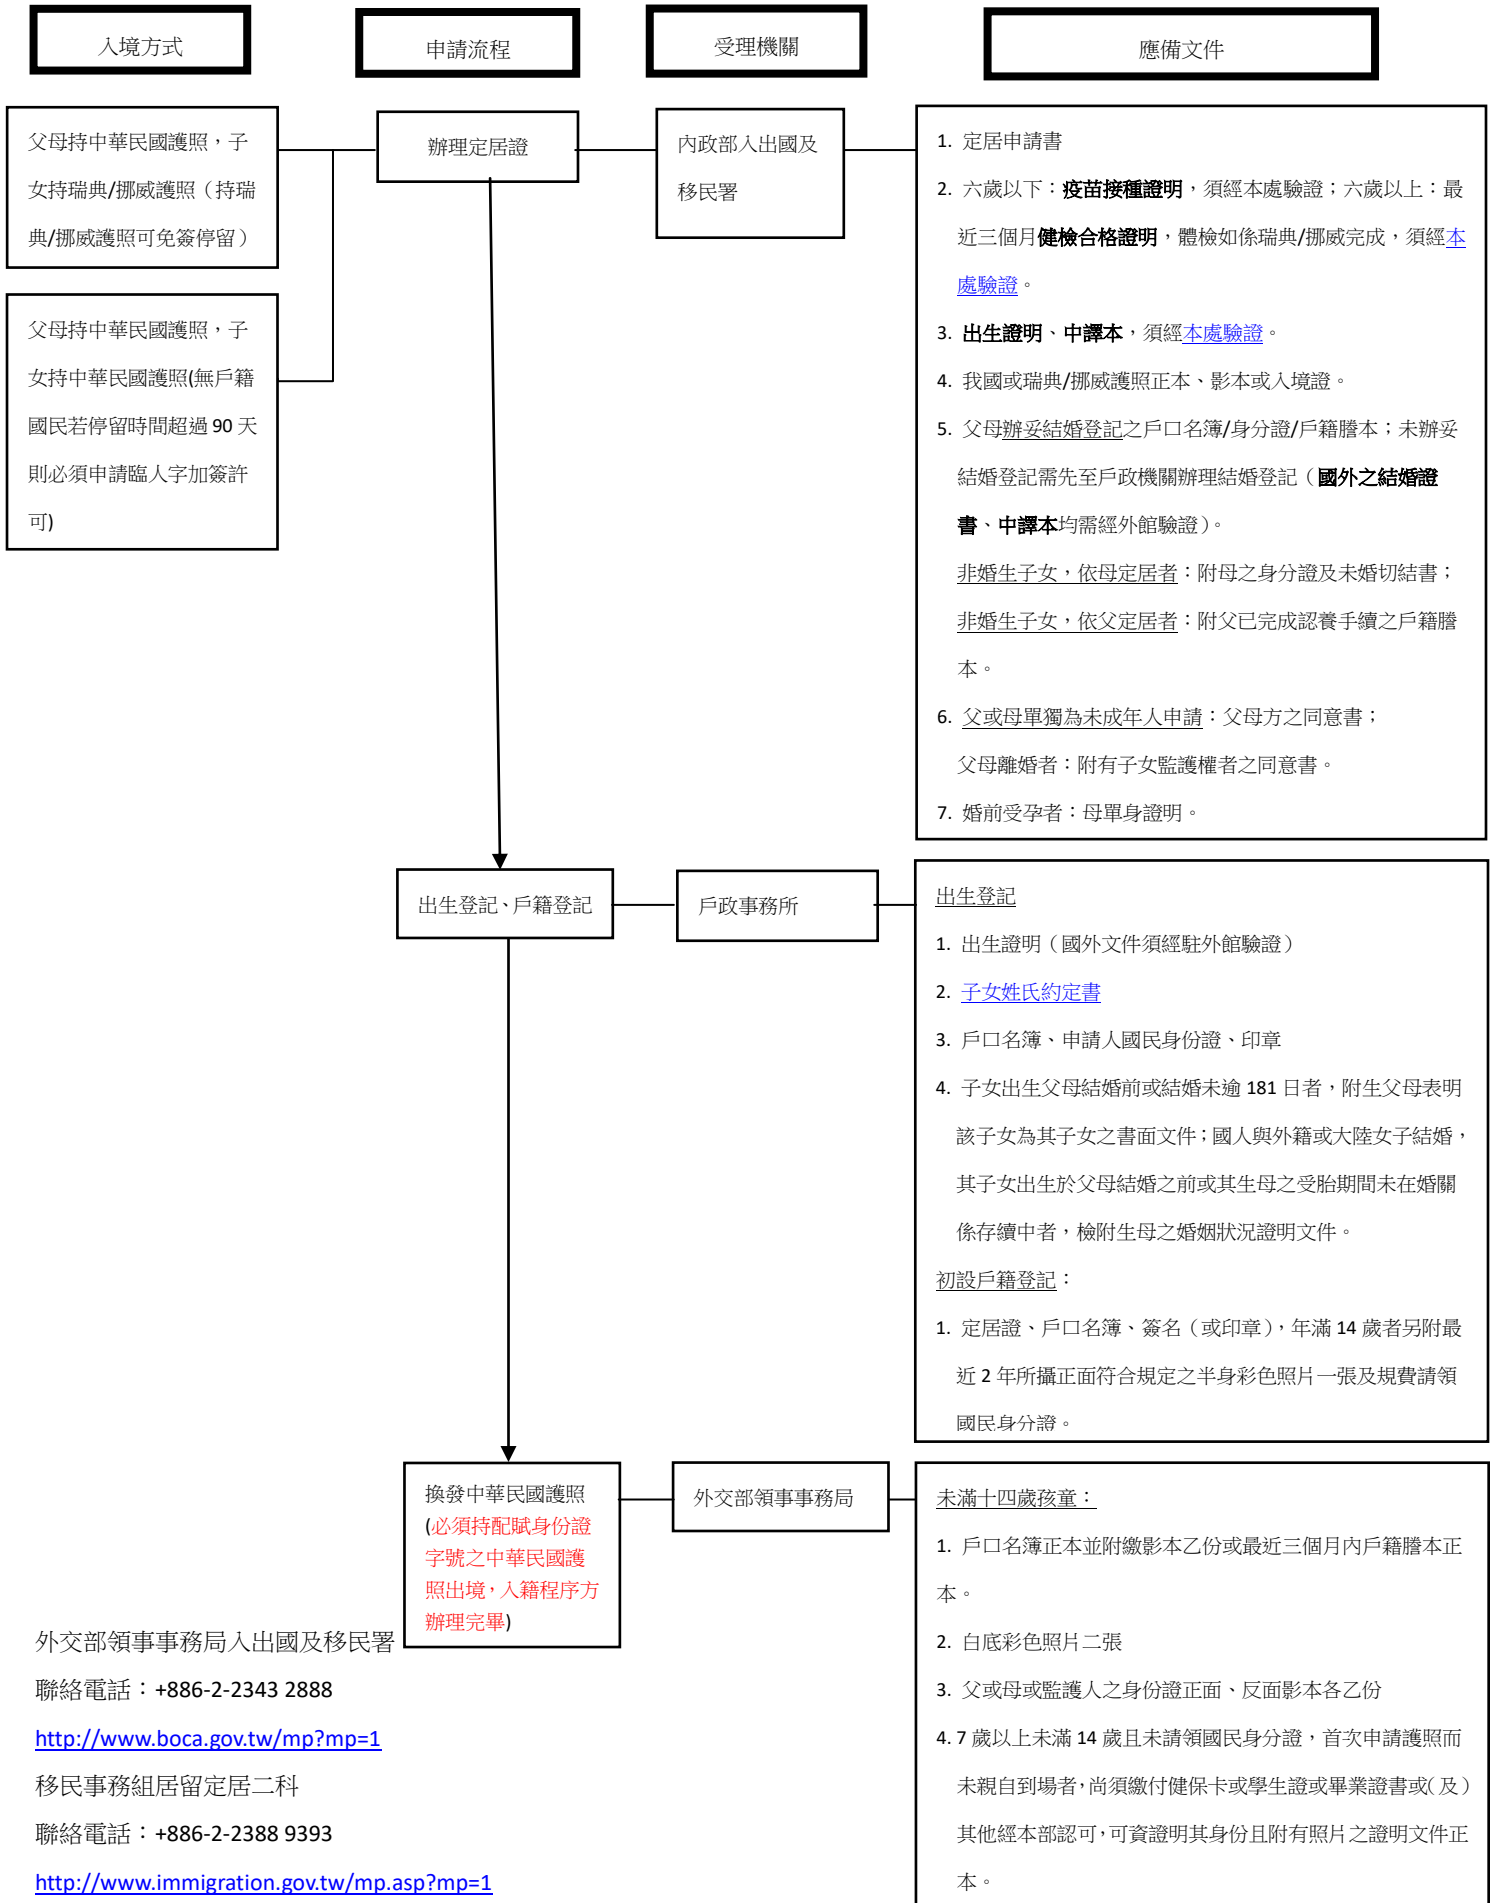 入境方式
申請流程
受理機關
應備文件
父母持中華民國護照，子
女持瑞典/挪威護照（持瑞
典/挪威護照可免簽停留）
父母持中華民國護照，子
女持中華民國護照(無戶籍
國民若停留時間超過 90 天
則必須申請臨人字加簽許
可)
辦理定居證
內政部入出國及
移民署
1. 定居申請書
2. 六歲以下：疫苗接種證明，須經本處驗證；六歲以上：最
近三個月健檢合格證明，體檢如係瑞典/挪威完成，須經本
處驗證。
3. 出生證明、中譯本，須經本處驗證。
4. 我國或瑞典/挪威護照正本、影本或入境證。
5. 父母辦妥結婚登記之戶口名簿/身分證/戶籍謄本；未辦妥
結婚登記需先至戶政機關辦理結婚登記（國外之結婚證
書、中譯本均需經外館驗證）。
非婚生子女，依母定居者：附母之身分證及未婚切結書；
非婚生子女，依父定居者：附父已完成認養手續之戶籍謄
本。
6. 父或母單獨為未成年人申請：父母方之同意書；
父母離婚者：附有子女監護權者之同意書。
7. 婚前受孕者：母單身證明。
出生登記、戶籍登記
戶政事務所
出生登記
1. 出生證明（國外文件須經駐外館驗證）
2. 子女姓氏約定書
3. 戶口名簿、申請人國民身份證、印章
4. 子女出生父母結婚前或結婚未逾 181 日者，附生父母表明
該子女為其子女之書面文件；國人與外籍或大陸女子結婚，
其子女出生於父母結婚之前或其生母之受胎期間未在婚關
係存續中者，檢附生母之婚姻狀況證明文件。
初設戶籍登記：
1. 定居證、戶口名簿、簽名（或印章），年滿 14 歲者另附最
近 2 年所攝正面符合規定之半身彩色照片一張及規費請領
國民身分證。
換發中華民國護照
(必須持配賦身份證
字號之中華民國護
照出境，入籍程序方
辦理完畢)
外交部領事事務局
未滿十四歲孩童：
1. 戶口名簿正本並附繳影本乙份或最近三個月內戶籍謄本正
本。
2. 白底彩色照片二張
3. 父或母或監護人之身份證正面、反面影本各乙份
4. 7 歲以上未滿 14 歲且未請領國民身分證，首次申請護照而
未親自到場者，尚須繳付健保卡或學生證或畢業證書或(及)
其他經本部認可，可資證明其身份且附有照片之證明文件正
本。
外交部領事事務局入出國及移民署
聯絡電話：+886-2-2343 2888
http://www.boca.gov.tw/mp?mp=1
移民事務組居留定居二科
聯絡電話：+886-2-2388 9393
http://www.immigration.gov.tw/mp.asp?mp=1